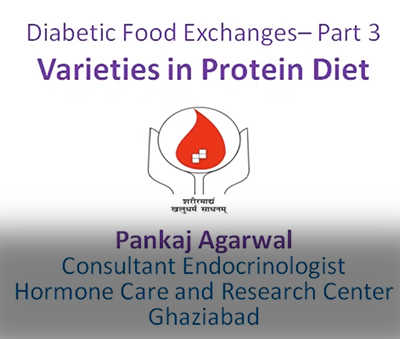 Diabetic Food Exchanges– Part 3
Varieties in Protein Diet
शरीरमाद्यं
खलुधर्म साधनम्
Pankaj Agarwal
Consultant Endocrinologist
Hormone Care and Research Center
Ghaziabad